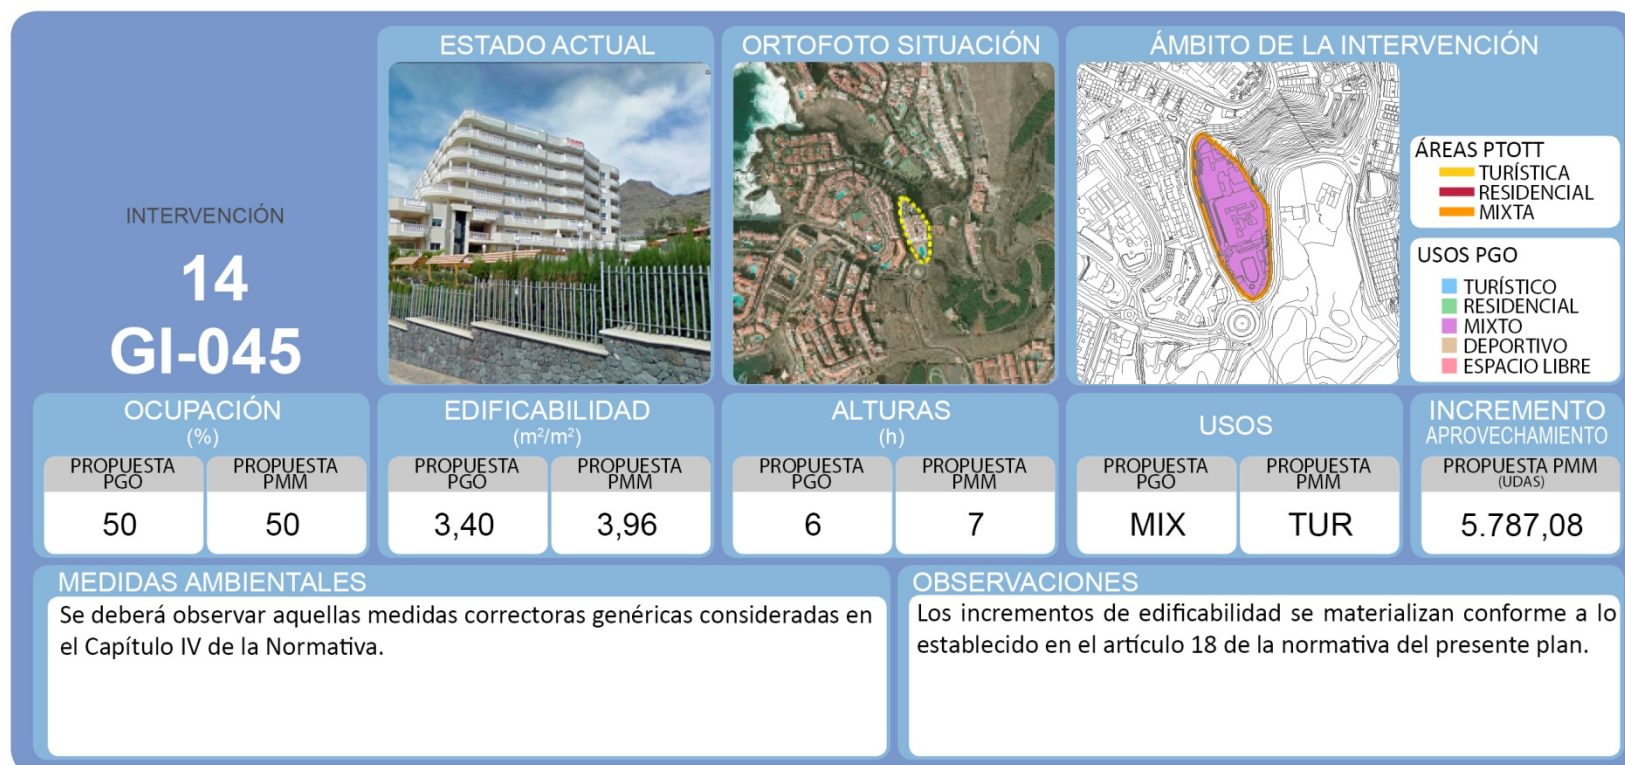 INTERVENCIÓN
14
GI-045
ESTADO ACTUAL
ORTOFOTO SITUACIÓN
ÁMBITO DE LA INTERVENCIÓN
ÁREAS PTOTT
TURÍSTICA
RESIDENCIAL
MIXTA
USOS PGO
TURÍSTICO
RESIDENCIAL
MIXTO
DEPORTIVO
ESPACIO LIBRE
OCUPACIÓN
(%)
PROPUESTA PGO
PROPUESTA PMM
50
50
EDIFICABILIDAD
(m²/m²)
PROPUESTA PGO
PROPUESTA PMM
3,40
3,96
ALTURAS
(h)
PROPUESTA PGO
PROPUESTA PMM
6
7
USOS
PROPUESTA PGO
PROPUESTA PMM
MIX
TUR
INCREMENTO
APROVECHAMIENTO
PROPUESTA PMM
(UDAS)
5.787,08
MEDIDAS AMBIENTALES
Se deberá observar aquellas medidas correctoras genéricas consideradas en
el Capítulo IV de la Normativa.
OBSERVACIONES
Los incrementos de edificabilidad se materializan conforme a lo
establecido en el artículo 18 de la normativa del presente plan.